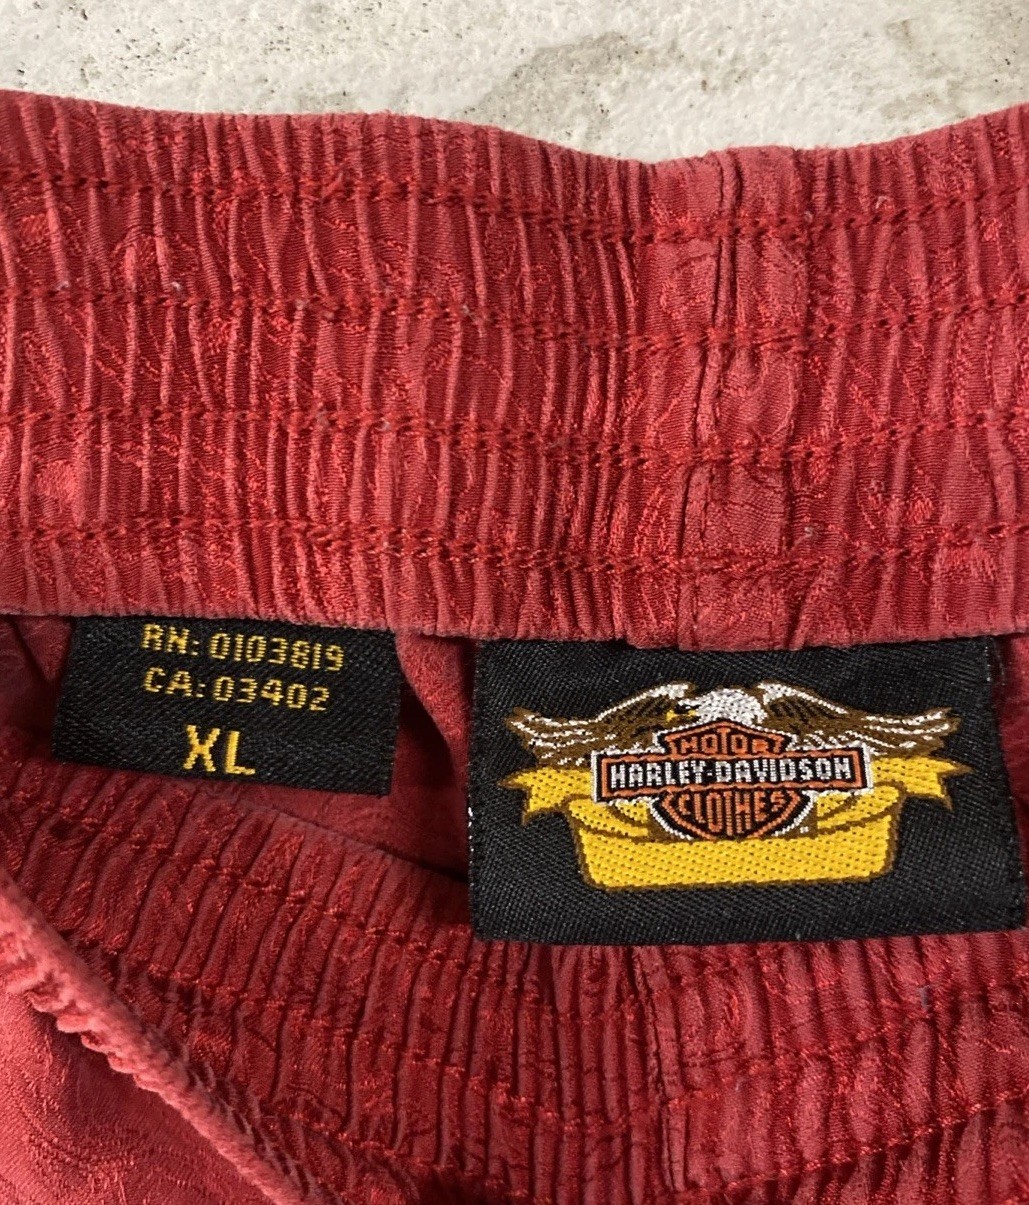 RN: 0103819
CA: 03402
XL
MOTOR
HARLEY-DAVIDSON
CLOTHES